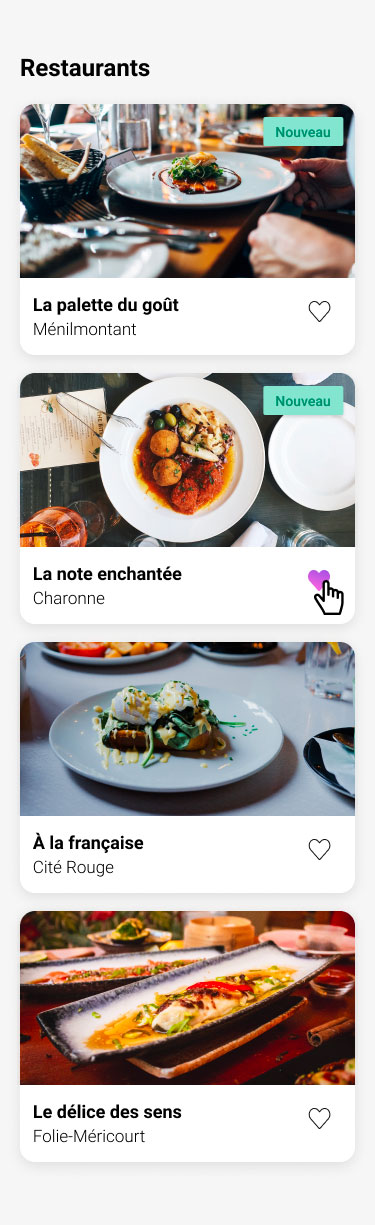 Restaurants
Nouveau
La palette du goût
Ménilmontant
Nouveau
La note enchantée
Charonne
À la française
Cité Rouge
Le délice des sens
Folie-Méricourt